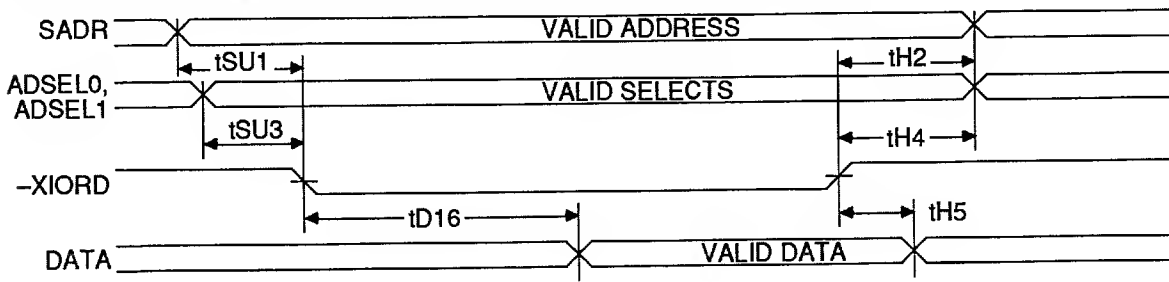 SADR
VALID ADDRESS
tSU1
tH2
ADSEL0,
ADSEL1
VALID SELECTS
tSU3
tH4
–XIORD
tD16
tH5
DATA
VALID DATA